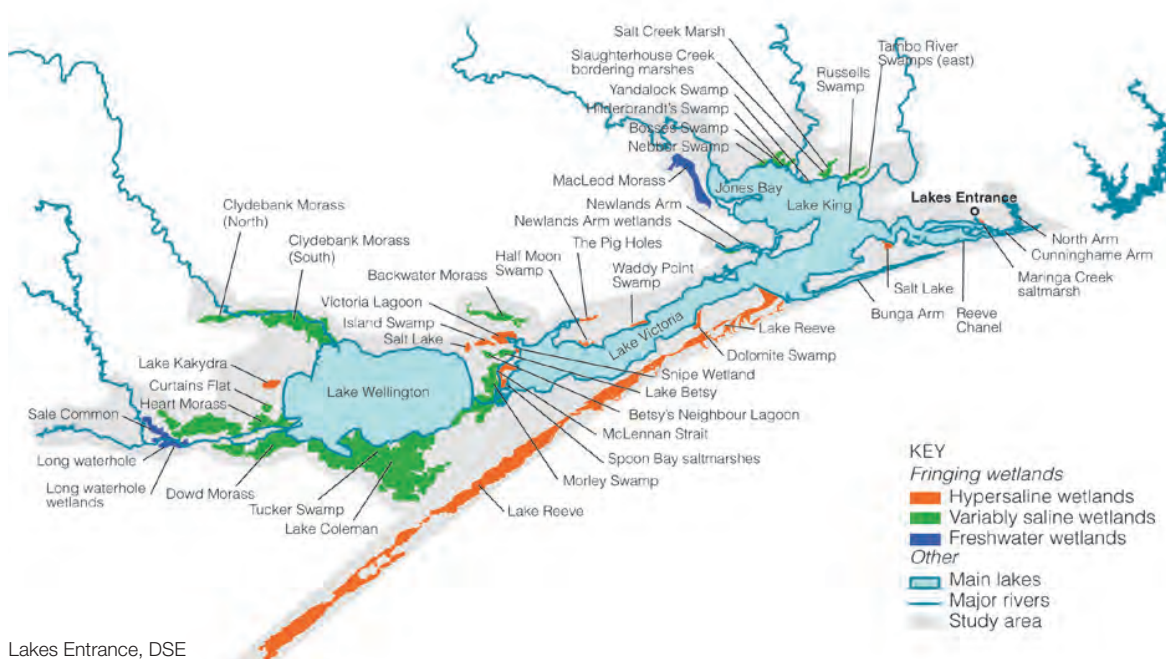 Salt Creek Marsh
Slaughterhouse Creek
bordering marshes
Yandalock Swamp
Hilderbrandt's Swamp
Bosses Swamp
Nebbor Swamp
MacLeod Morass
Newlands Arm
Newlands Arm wetlands
The Pig Holes
Half Moon
Swamp
Waddy Point
Swamp
Tambo River
Swamps (east)
Russells
Swamp
Jones Bay
Lake King
Lakes Entrance
North Arm
Cunninghame Arm
Maringa Creek
saltmarsh
Reeve
Chanel
Bunga Arm
Salt Lake
Lake Reeve
Dolomite Swamp
Lake Victoria
Clydebank Morass
(North)
Clydebank Morass
(South)
Backwater Morass
Victoria Lagoon
Island Swamp
Salt Lake
Lake Kakydra
Curtains Flat
Heart Morass
Sale Common
Lake Wellington
Snipe Wetland
Lake Betsy
Betsy's Neighbour Lagoon
McLennan Strait
Spoon Bay saltmarshes
Morley Swamp
Lake Reeve
Long waterhole
Long waterhole
wetlands
Dowd Morass
Tucker Swamp
Lake Coleman
KEY
Fringing wetlands
Hypersaline wetlands
Variably saline wetlands
Freshwater wetlands
Other
Main lakes
Major rivers
Study area
Lakes Entrance, DSE